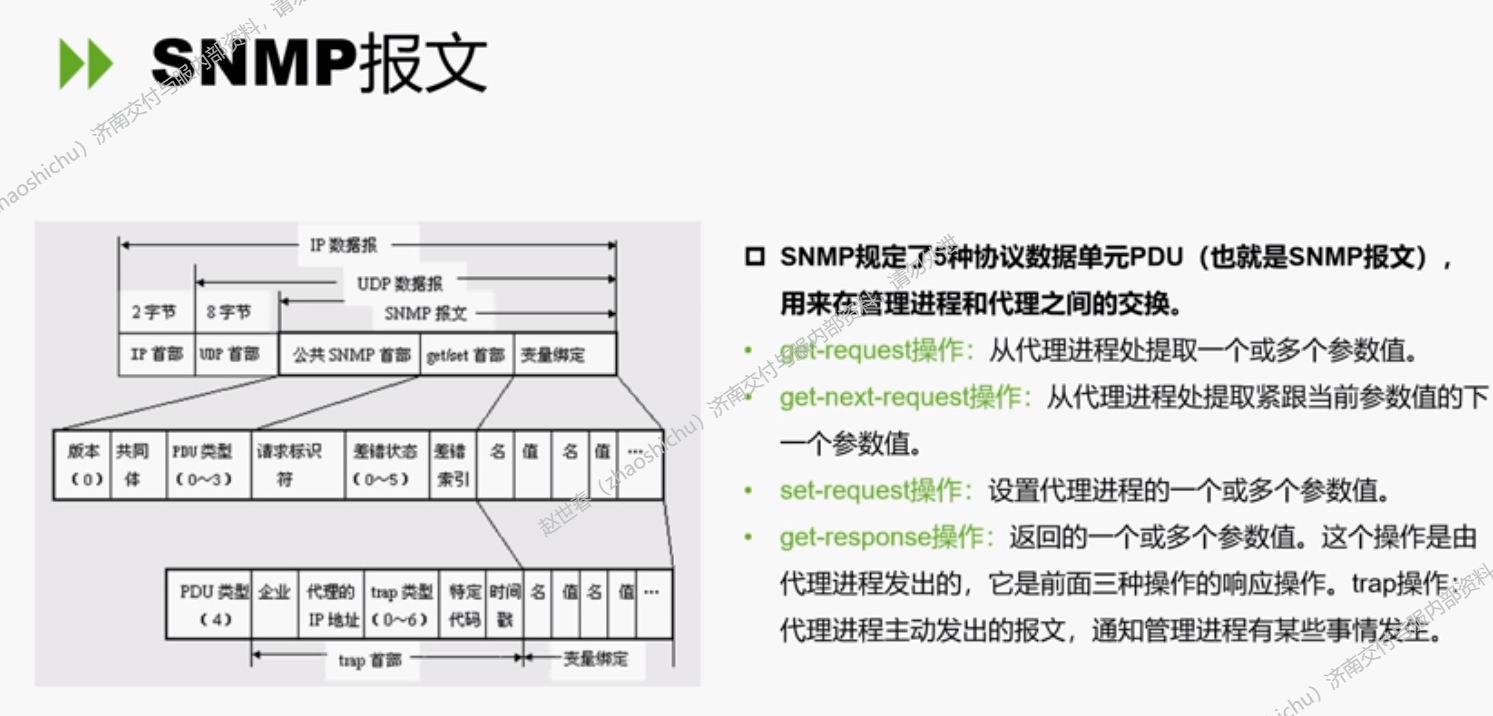 SNMP报文
IP 数据报
UDP 数据报
SNMP 报文
2 字节 8 字节
IP 首部 UDP 首部 公共 SNMP 首部 get/set 首部 变量绑定
版本 共同 PDU 类型 请求标识 差错状态 差错 名 值 名 值 …
（0） 体 （0～3） 符 （0～5） 索引
PDU 类型 企业 代理的 trap 类型 特定 时间 名 值 名 值 …
（4） IP 地址 （0～6） 代码 戳
trap 首部 变量绑定
SNMP规定了5种协议数据单元PDU（也就是SNMP报文），
用来在管理进程和代理之间的交换。
• get-request操作：从代理进程处提取一个或多个参数值。
• get-next-request操作：从代理进程处提取紧跟当前参数值的下
一个参数值。
• set-request操作：设置代理进程的一个或多个参数值。
• get-response操作：返回的一个或多个参数值。这个操作是由
代理进程发出的，它是前面三种操作的响应操作。trap操作：
代理进程主动发出的报文，通知管理进程有某些事情发生。
haoshichu）济南交付与服内部资料，请勿
（zhaoshichu）济南交付与服内部资料，请勿外泄
ichu）济南交付与服内部资料